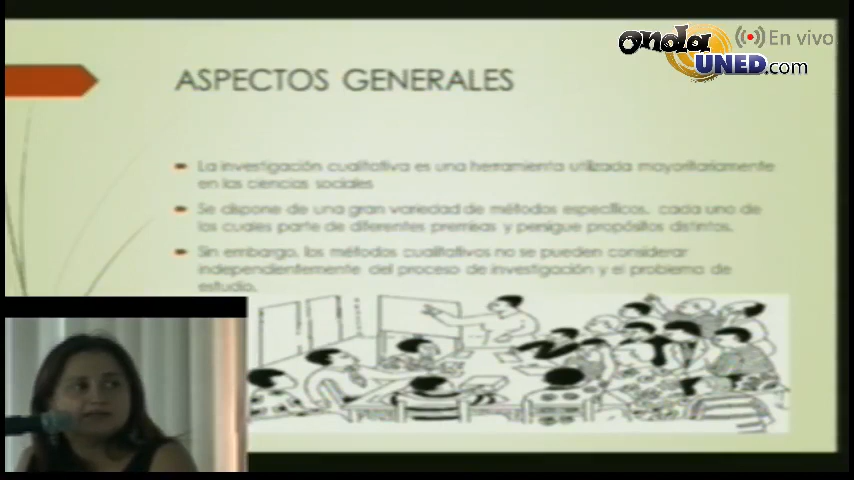 onda
UNED.com
En vivo
ASPECTOS GENERALES
La investigación cualitativa es una herramienta utilizada mayoritariamente
en las ciencias sociales
Se dispone de una gran variedad de métodos específicos, cada uno de
los cuales parte de diferentes premisas y persigue propósitos distintos.
Sin embargo, los métodos cualitativos no se pueden considerar
independientemente del proceso de investigación y el problema de
estudio.